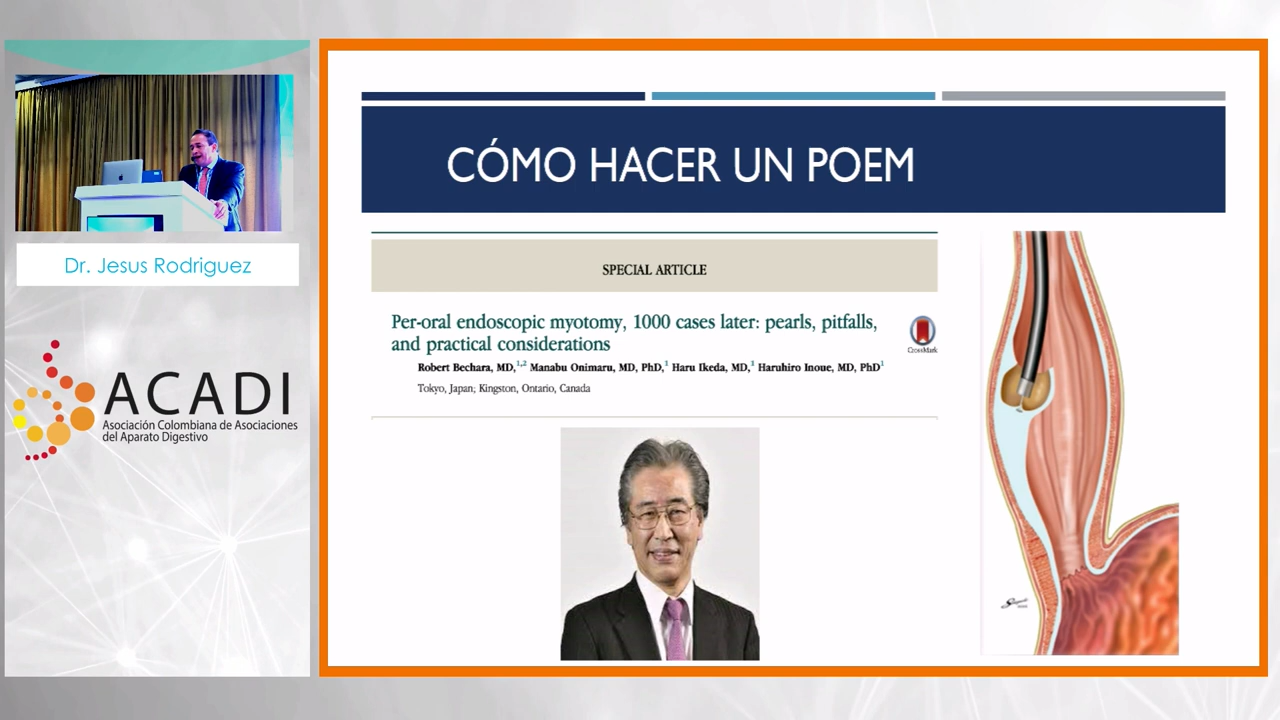 Dr. Jesus Rodriguez
ACADI
Asociación Colombiana de Asociaciones
del Aparato Digestivo
CÓMO HACER UN POEM
SPECIAL ARTICLE
Per-oral endoscopic myotomy, 1000 cases later: pearls, pitfalls,
and practical considerations
CrossMark
Robert Bechara, MD,1,2 Manabu Onimaru, MD, PhD,1 Haru Ikeda, MD,1 Haruhiro Inoue, MD, PhD1
Tokyo, Japan; Kingston, Ontario, Canada